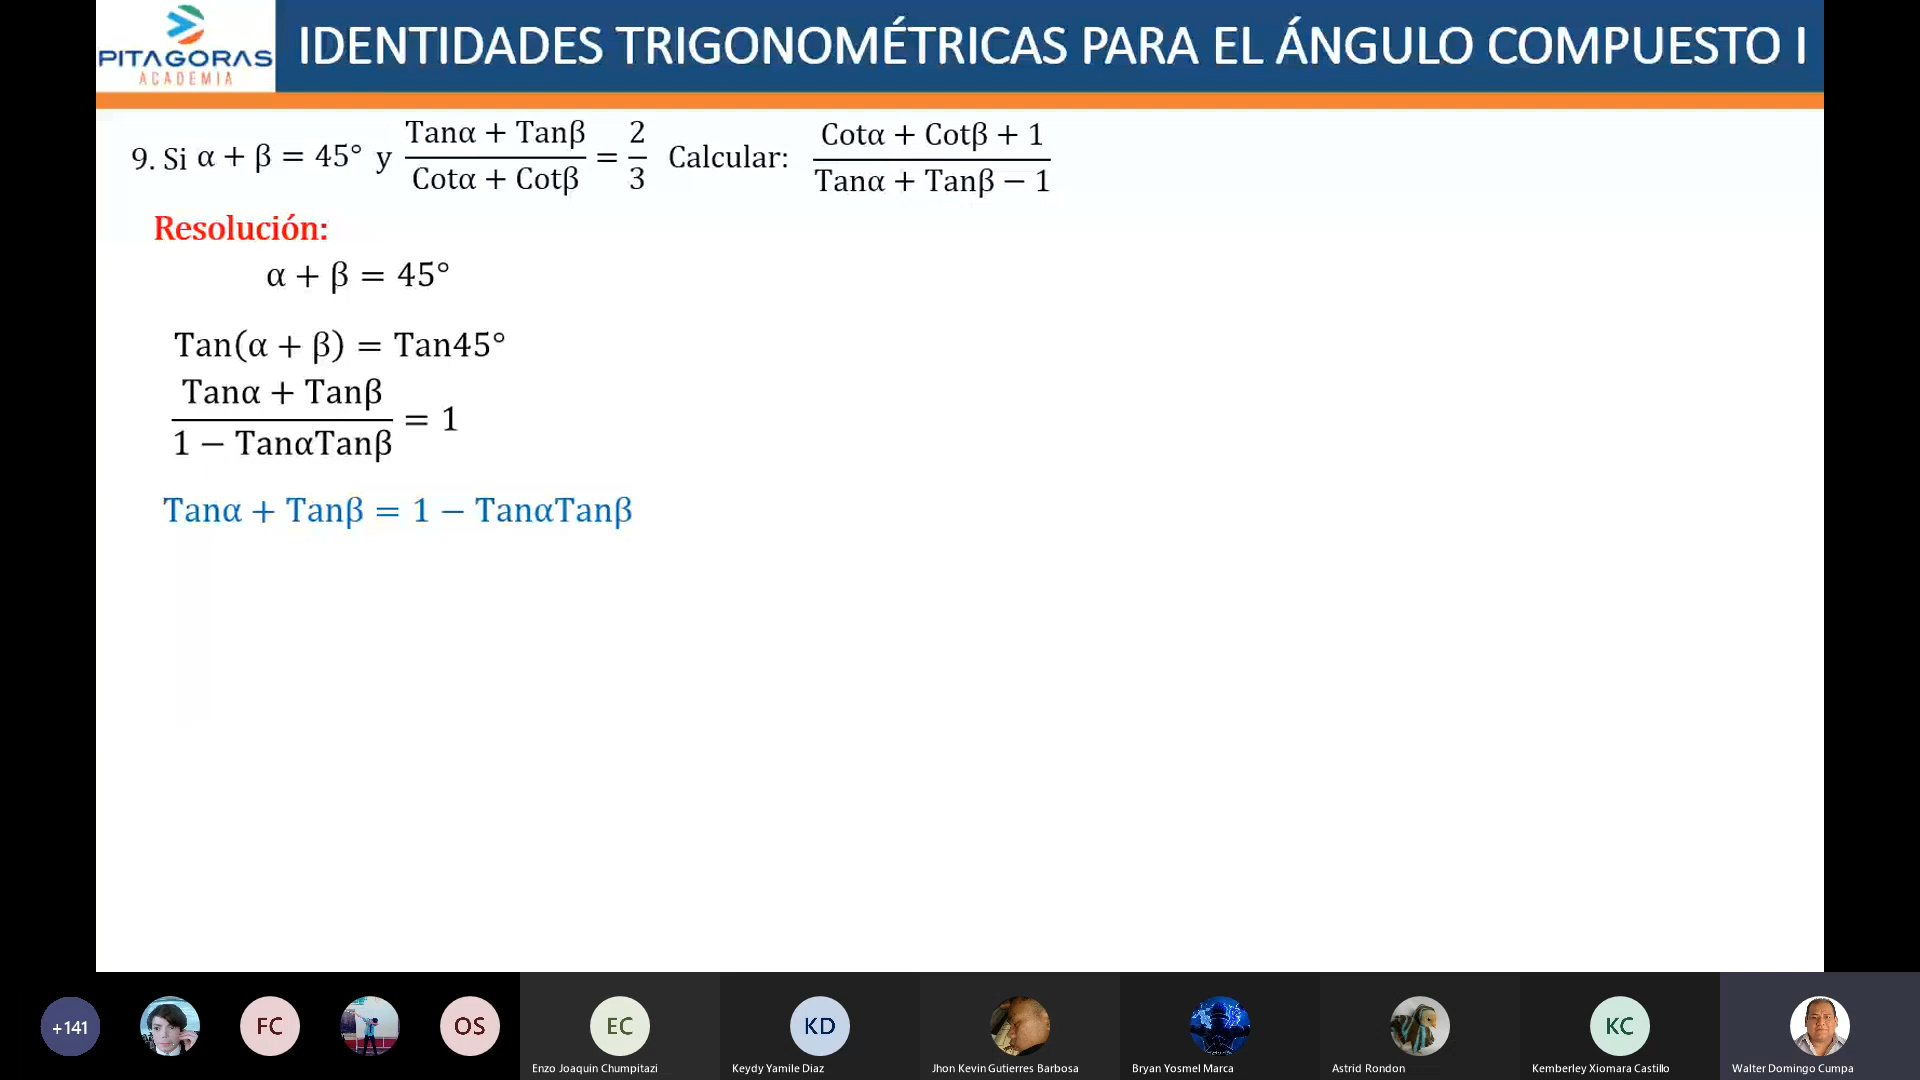 PITAGORAS
ACADEMIA
IDENTIDADES TRIGONOMÉTRICAS PARA EL ÁNGULO COMPUESTO I
9. Si α + β = 45° y (Tanα + Tanβ)/(Cotα + Cotβ) = 2/3 Calcular: (Cotα + Cotβ + 1)/(Tanα + Tanβ − 1)
Resolución:
α + β = 45°
Tan(α + β) = Tan45°
(Tanα + Tanβ)/(1 − TanαTanβ) = 1
Tanα + Tanβ = 1 − TanαTanβ
+141
FC
OS
EC
KD
KC
Enzo Joaquin Chumpitazi
Keydy Yamile Diaz
Jhon Kevin Gutierres Barbosa
Bryan Yosmel Marca
Astrid Rondon
Kemberley Xiomara Castillo
Walter Domingo Cumpa